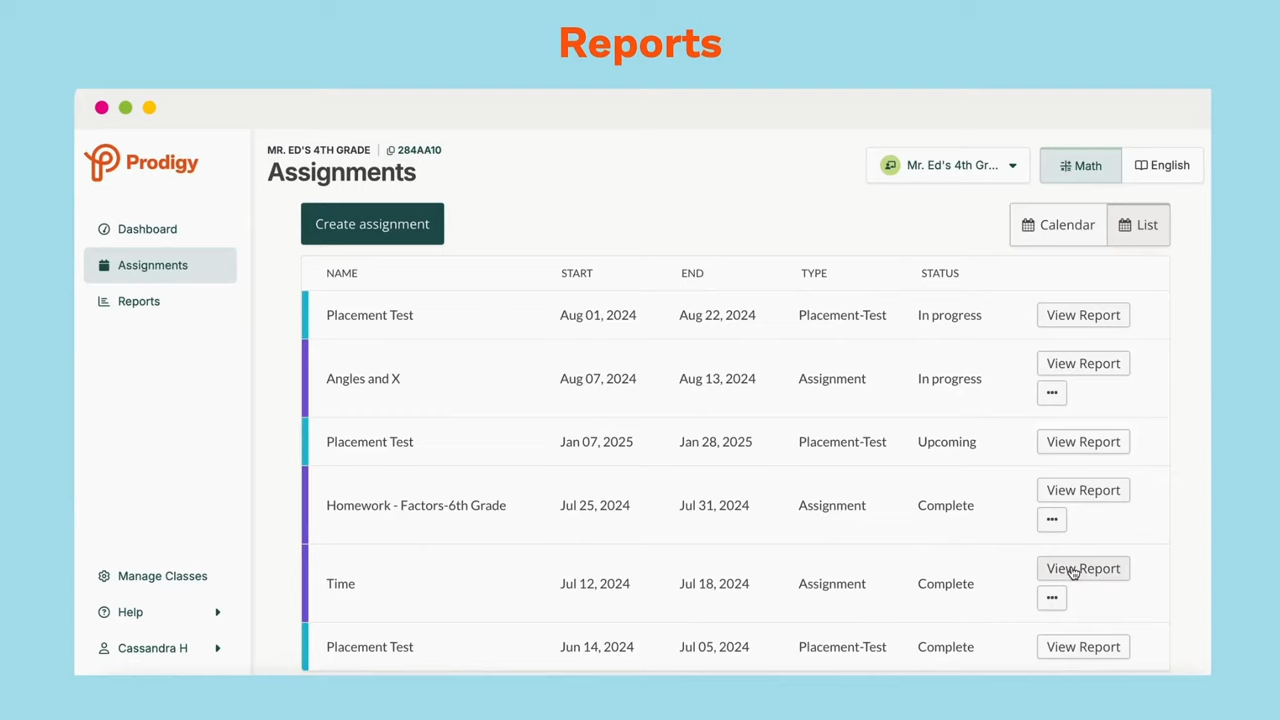 Reports
Prodigy
MR. ED'S 4TH GRADE 284AA10
Assignments
Mr. Ed's 4th Gr...
Math
English
Dashboard
Assignments
Reports
Manage Classes
Help
Cassandra H
Create assignment
Calendar
List
NAME START END TYPE STATUS
Placement Test Aug 01, 2024 Aug 22, 2024 Placement-Test In progress View Report
Angles and X Aug 07, 2024 Aug 13, 2024 Assignment In progress View Report
•••
Placement Test Jan 07, 2025 Jan 28, 2025 Placement-Test Upcoming View Report
Homework - Factors-6th Grade Jul 25, 2024 Jul 31, 2024 Assignment Complete View Report
•••
Time Jul 12, 2024 Jul 18, 2024 Assignment Complete View Report
•••
Placement Test Jun 14, 2024 Jul 05, 2024 Placement-Test Complete View Report